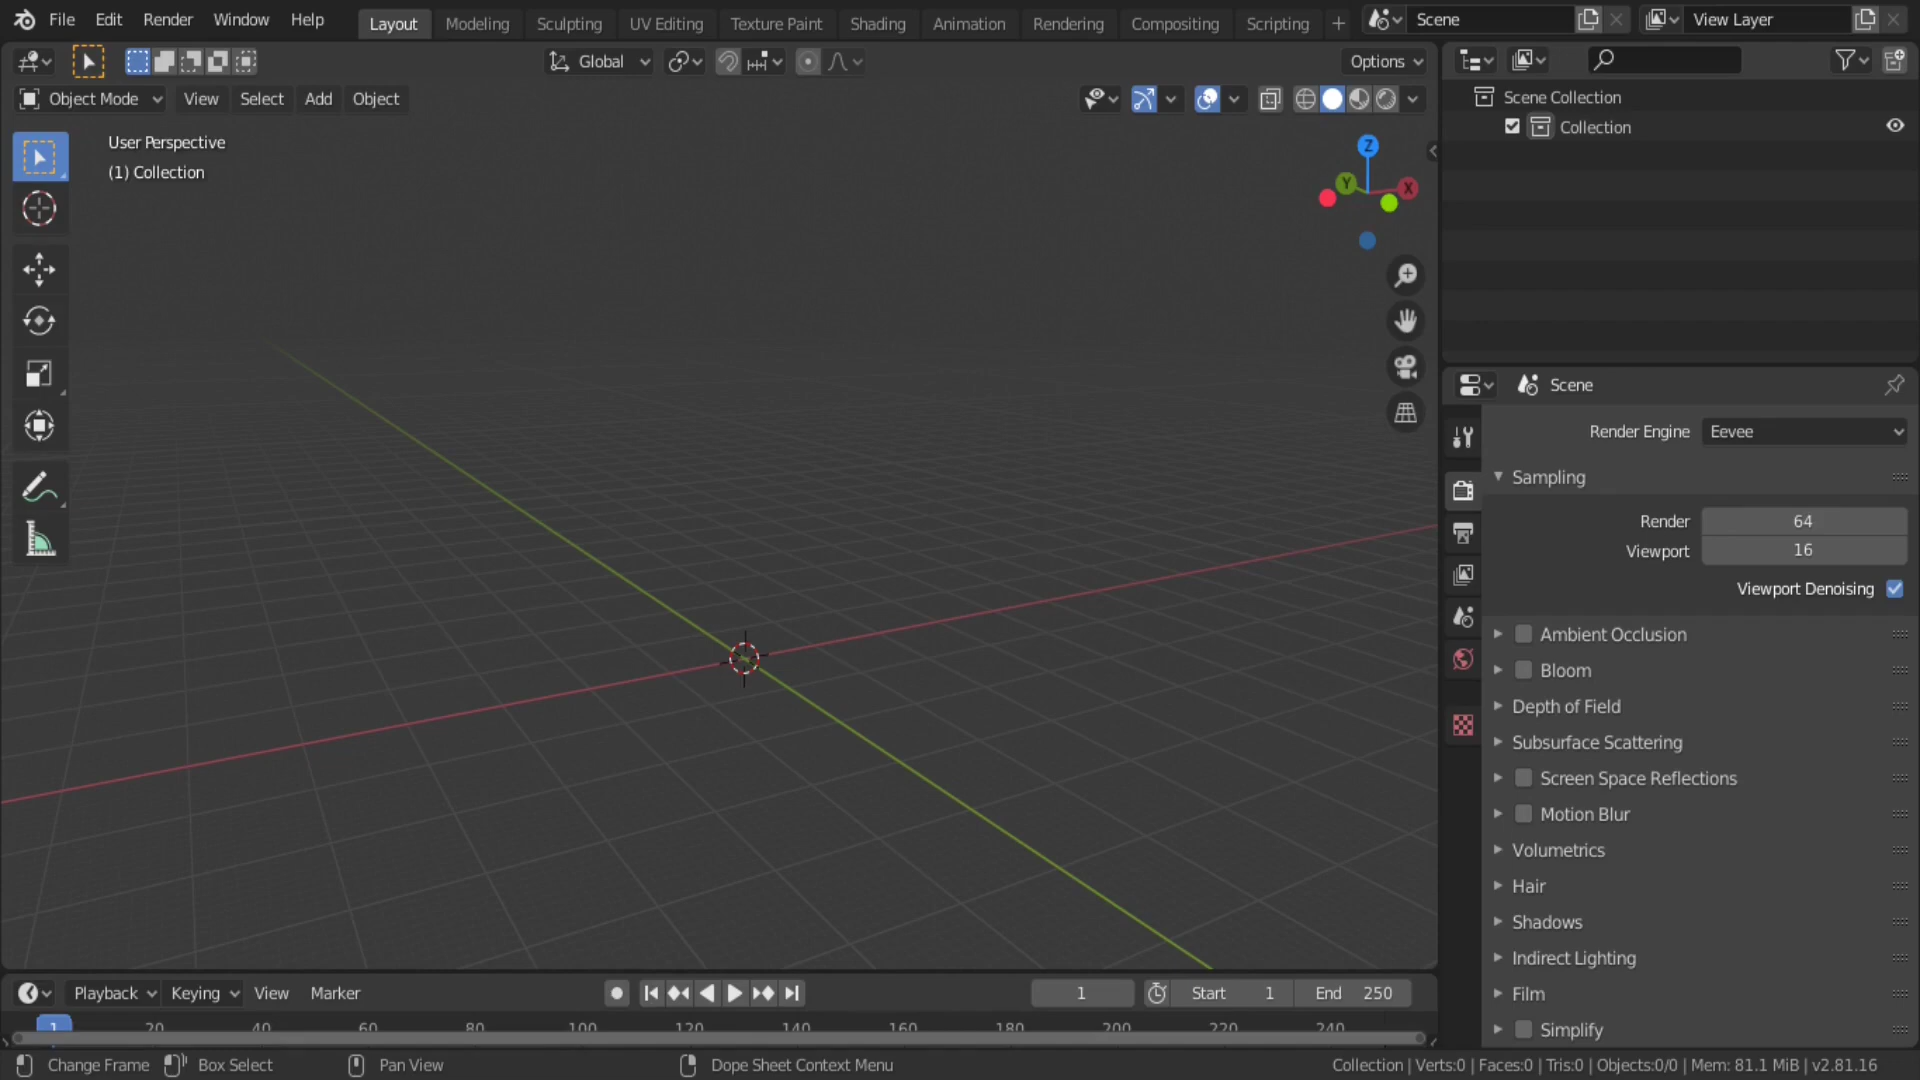 File Edit Render Window Help Layout Modeling Sculpting UV Editing Texture Paint Shading Animation Rendering Compositing Scripting + Scene View Layer
Global Options
Object Mode View Select Add Object
Scene Collection
Collection
User Perspective
(1) Collection
Z
Y X
Scene
Render Engine Eevee
Sampling
Render 64
Viewport 16
Viewport Denoising
Ambient Occlusion
Bloom
Depth of Field
Subsurface Scattering
Screen Space Reflections
Motion Blur
Volumetrics
Hair
Shadows
Indirect Lighting
Film
Simplify
Playback Keying View Marker 1 Start 1 End 250
1 20 40 60 80 100 120 140 160 180 200 220 240
Change Frame Box Select Pan View Dope Sheet Context Menu Collection | Verts:0 | Faces:0 | Tris:0 | Objects:0/0 | Mem: 81.1 MiB | v2.81.16